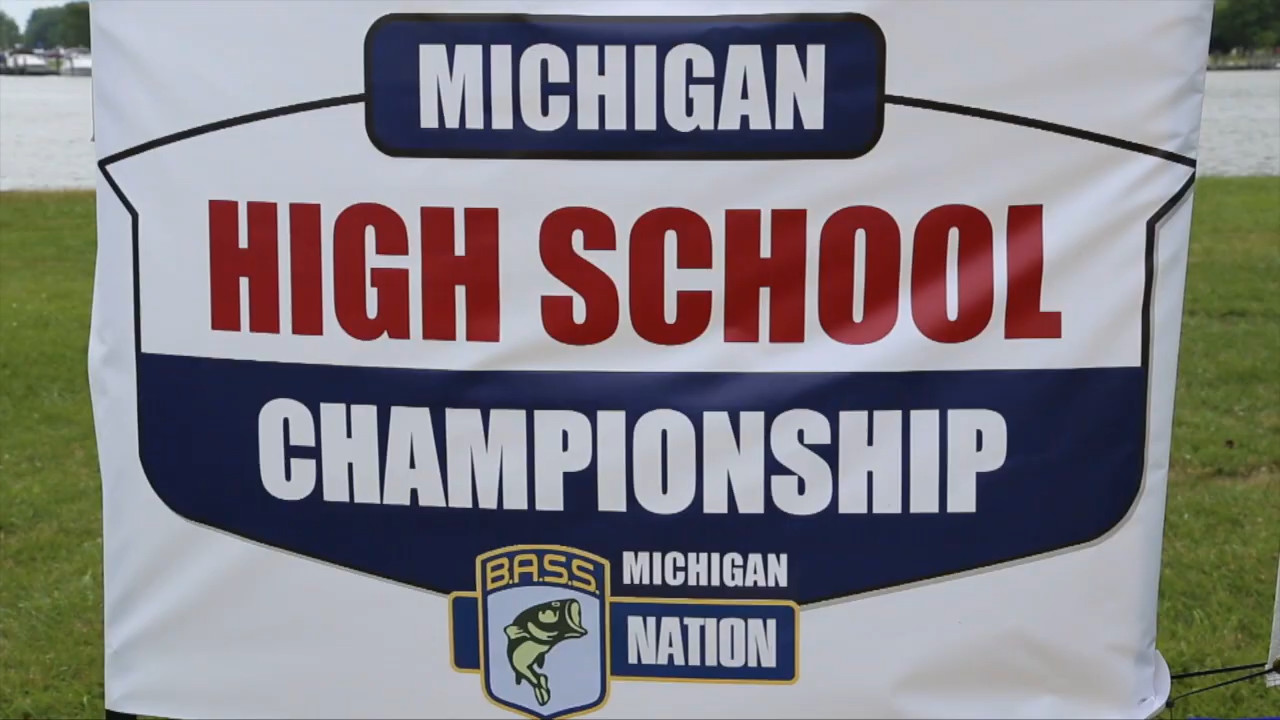 MICHIGAN
HIGH SCHOOL
CHAMPIONSHIP
B.A.S.S.
MICHIGAN
NATION